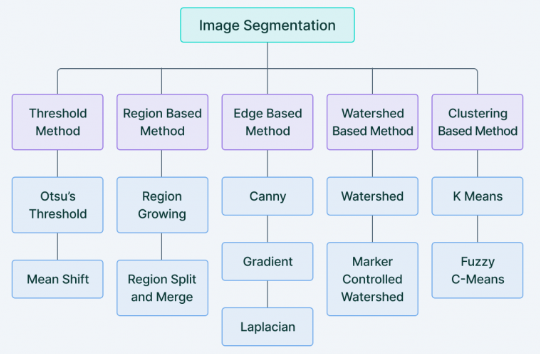 Image Segmentation
Threshold
Method
Region Based
Method
Edge Based
Method
Watershed
Based Method
Clustering
Based Method
Otsu's
Threshold
Region
Growing
Canny
Watershed
K Means
Mean Shift
Region Split
and Merge
Gradient
Marker
Controlled
Watershed
Fuzzy
C-Means
Laplacian